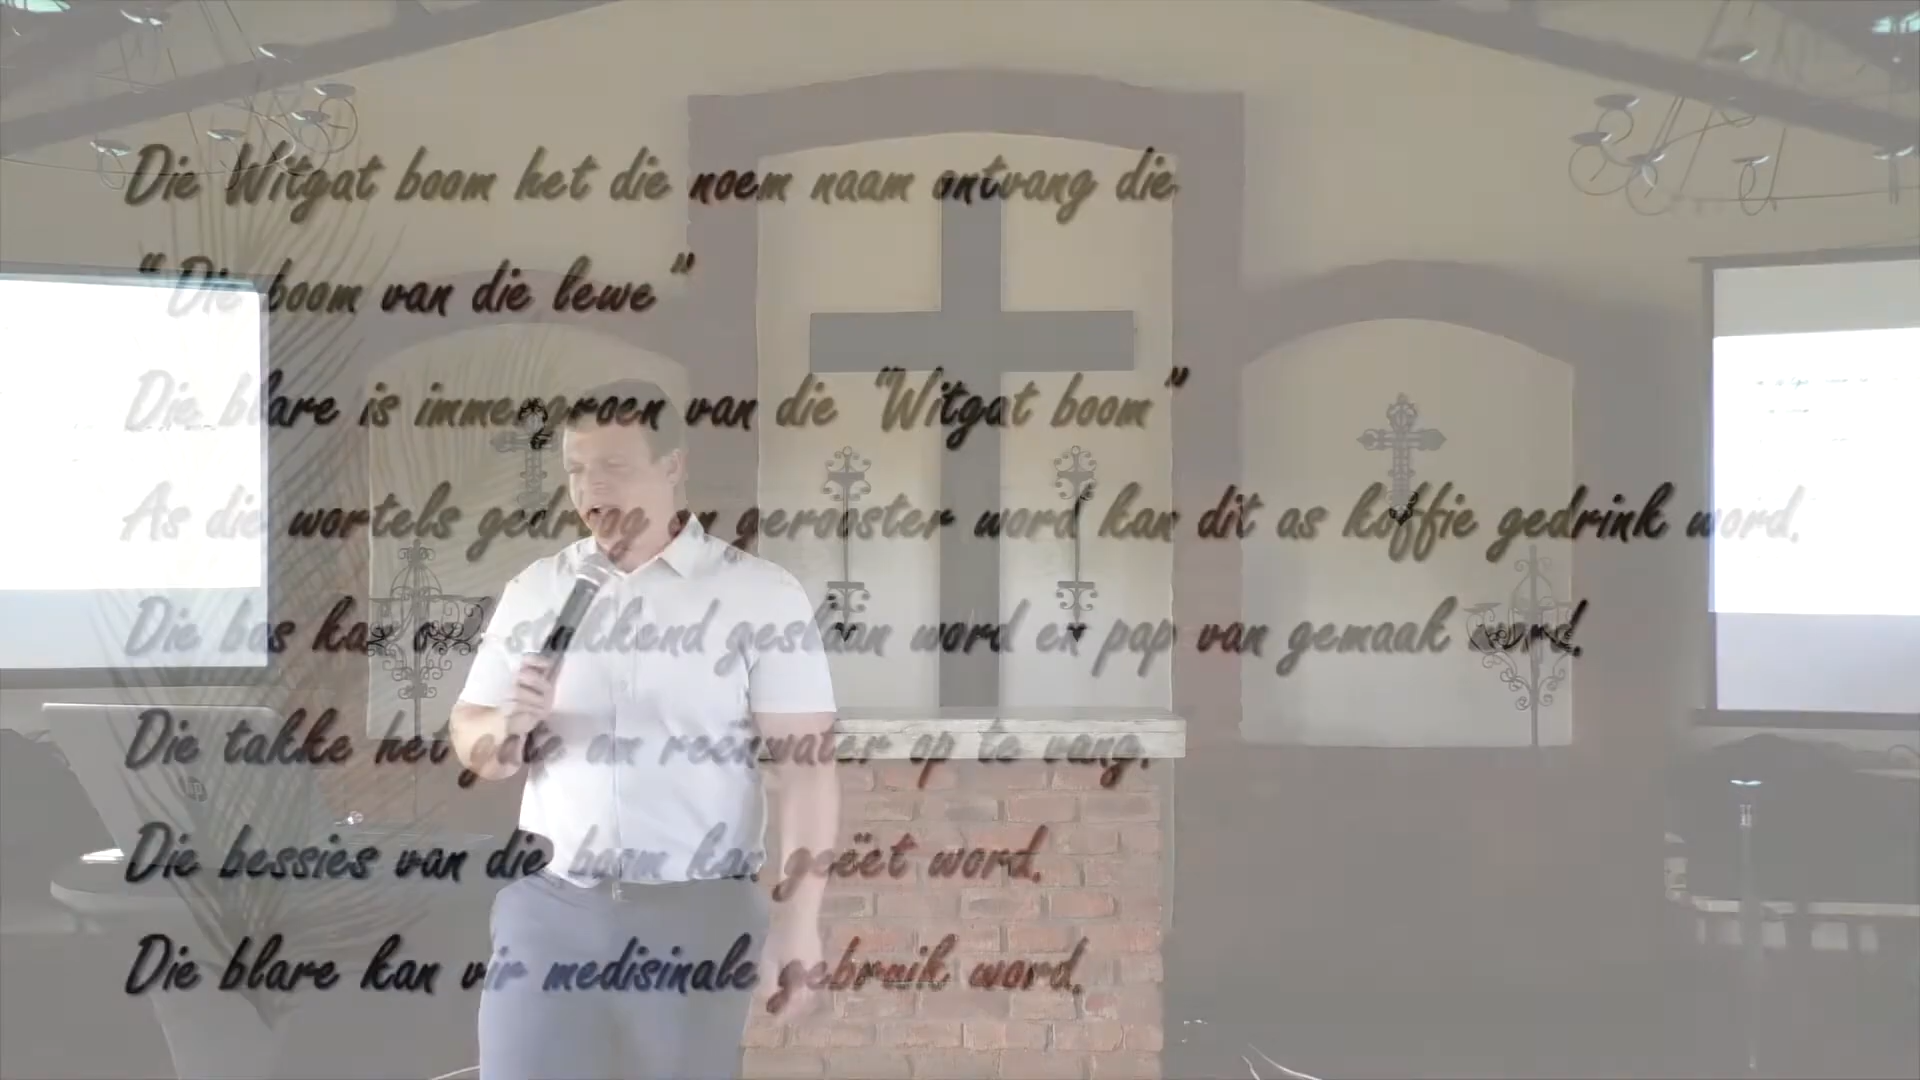 Die Witgat boom het die noem naam ontvang die
“ Die boom van die lewe”
Die blare is immergroen van die “Witgat boom”
As die wortels gedroog en gerooster word kan dit as koffie gedrink word.
Die bas kan ook stukkend geslaan word en pap van gemaak word.
Die takke het gate om reënwater op te vang.
Die bessies van die boom kan geëet word.
Die blare kan vir medisinale gebruik word.